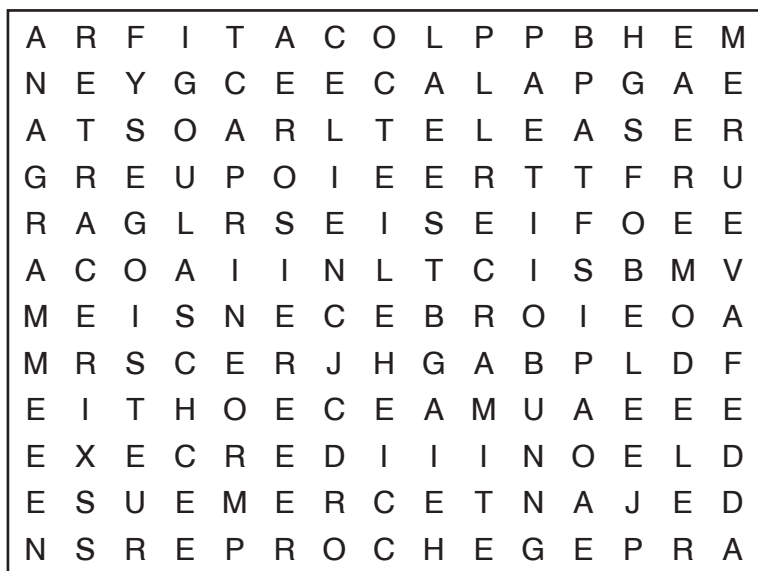 A R F I T A C O L P P B H E M
N E Y G C E E C A L A P G A E
A T S O A R L T E L E A S E R
G R E U P O I E E R T T F R U
R A G L R S E I S E I F O E E
A C O A I I N L T C I S B M V
M E I S N E C E B R O I E O A
M R S C E R J H G A B P L D F
E I T H O E C E A M U A E E E
E X E C R E D I I I N O E L D
E S U E M E R C E T N A J E D
N S R E P R O C H E G E P R A